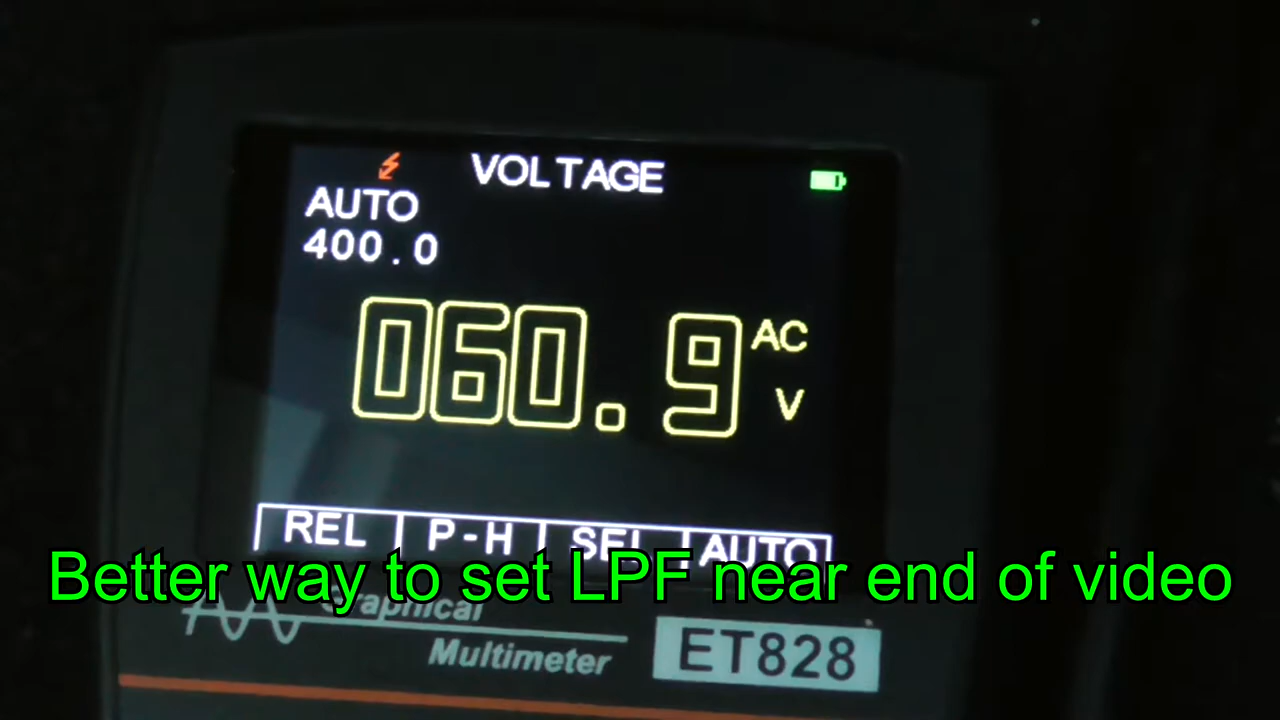 VOLTAGE
AUTO
400.0
060.9 AC
V
REL P-H SEL AUTO
Better way to set LPF near end of video
Graphical
Multimeter
ET828